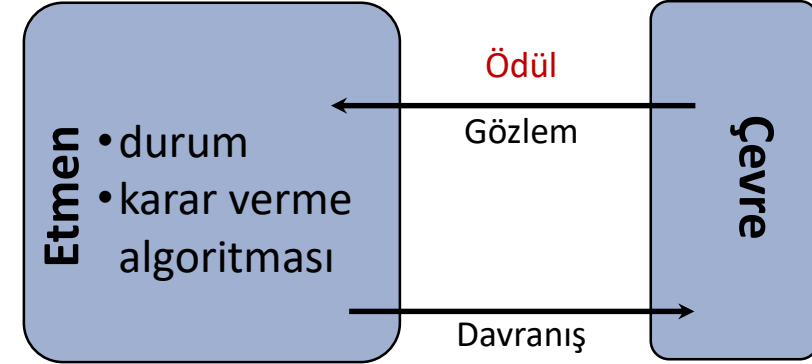 Etmen
•durum
•karar verme
algoritması
Ödül
Gözlem
Davranış
Çevre